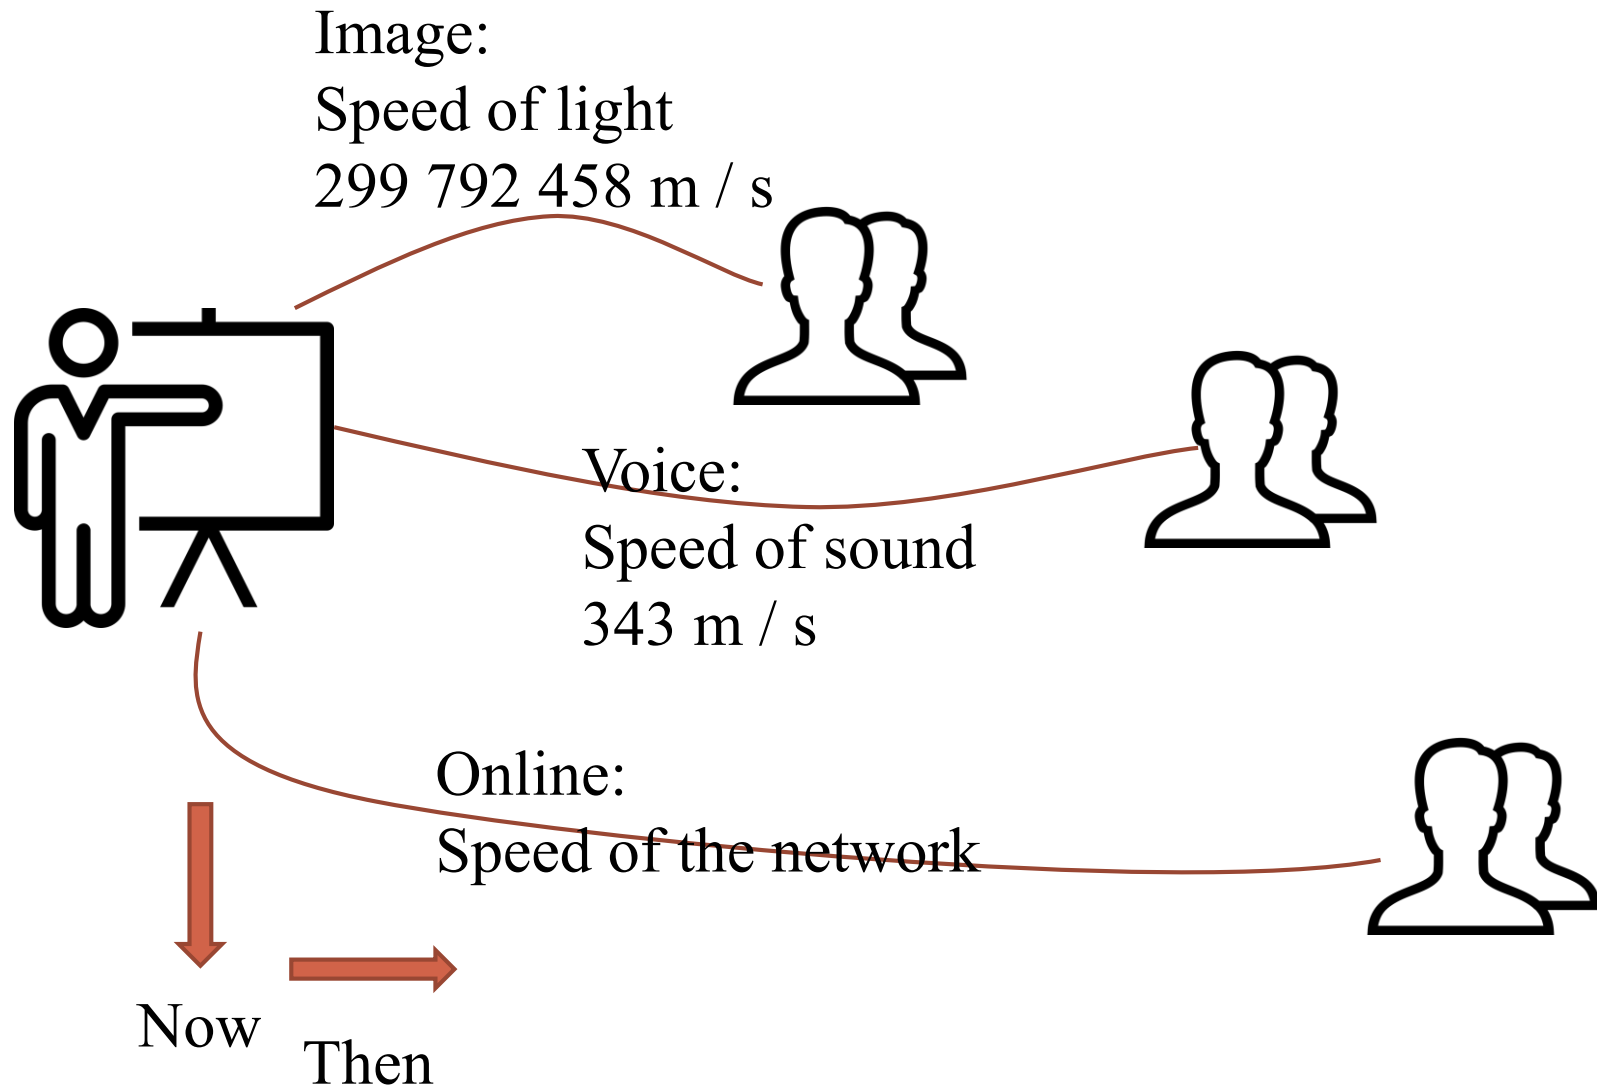 Image:
Speed of light
299 792 458 m / s
Voice:
Speed of sound
343 m / s
Online:
Speed of the network
Now
Then